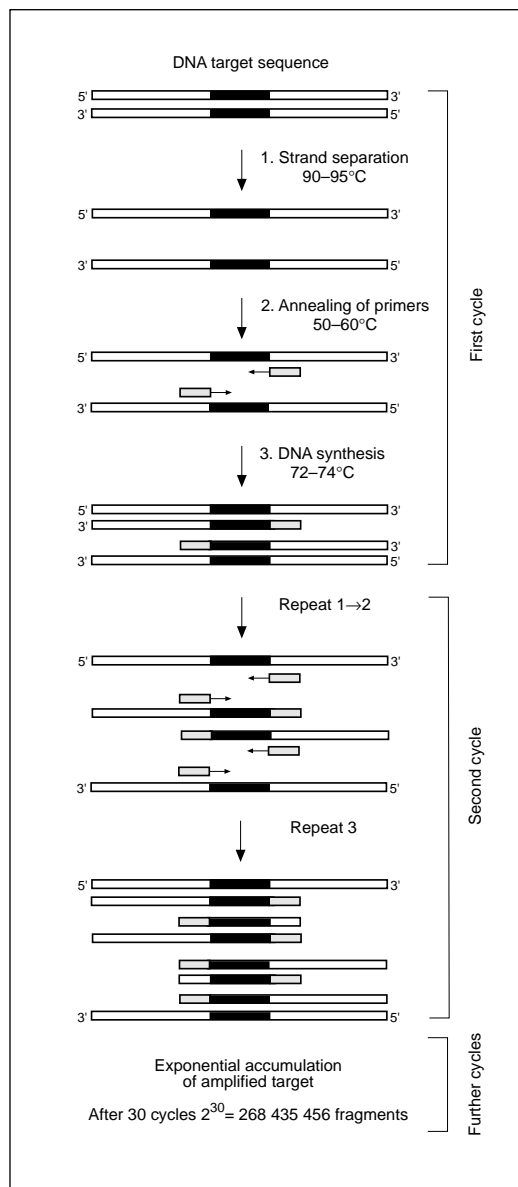 DNA target sequence
5' 3'
3' 5'
1. Strand separation
90–95°C
5' 3'
3' 5'
2. Annealing of primers
50–60°C
5' 3'
3' 5'
3. DNA synthesis
72–74°C
5' 3'
3'
3'
3' 5'
First cycle
Repeat 1→2
5' 3'
3' 5'
Repeat 3
5' 3'
3' 5'
Second cycle
Exponential accumulation
of amplified target
After 30 cycles 2³⁰= 268 435 456 fragments
Further cycles